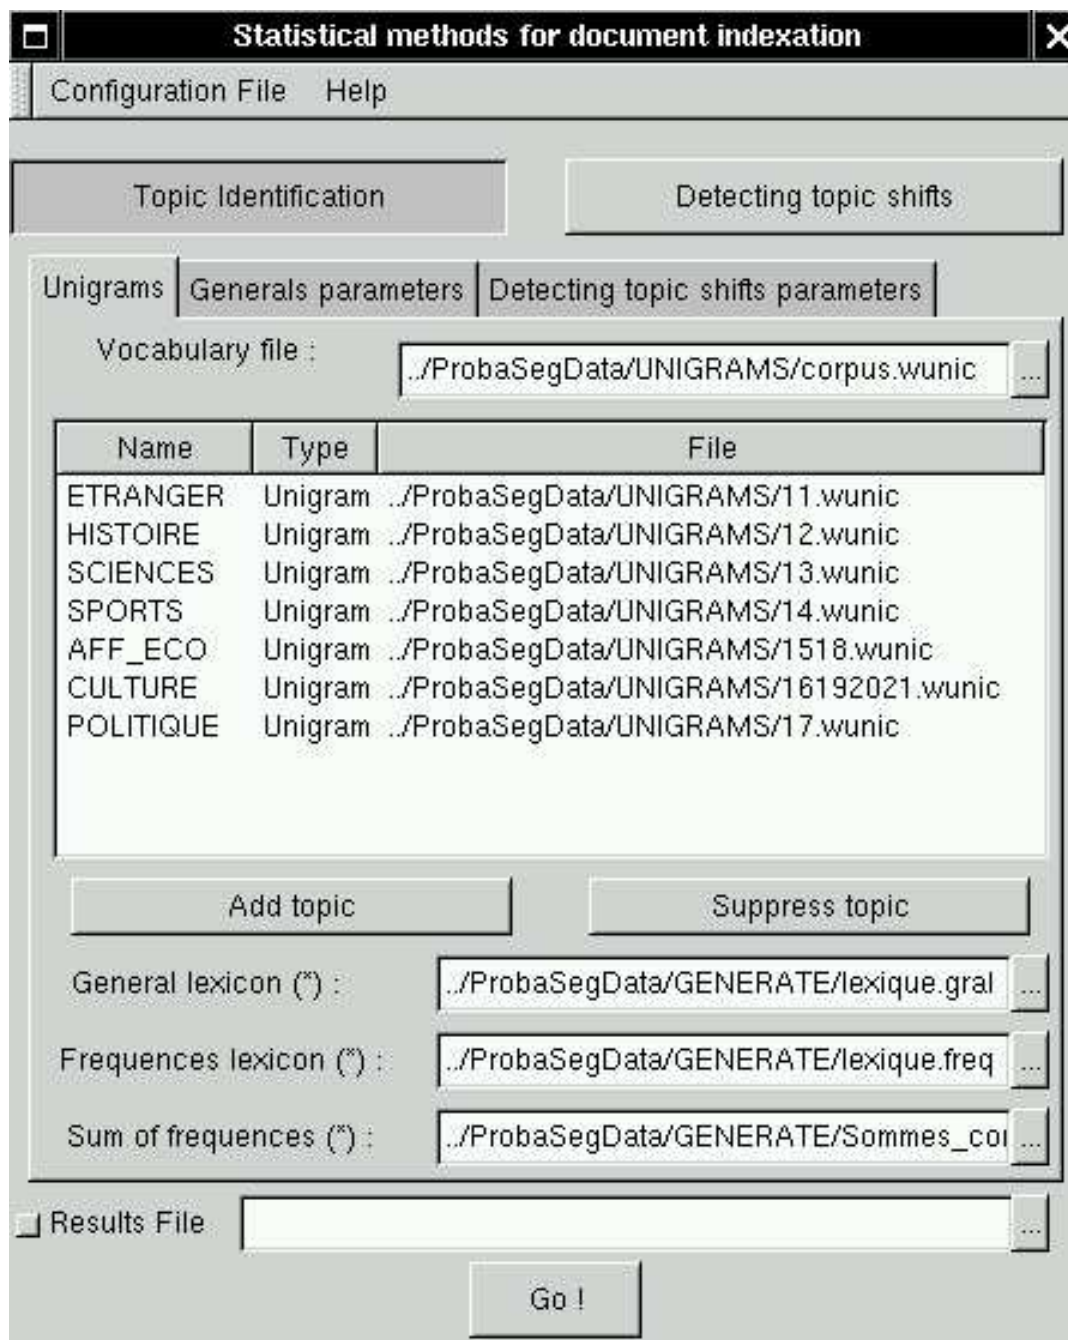 Statistical methods for document indexation
Configuration File Help
Topic Identification Detecting topic shifts
Unigrams Generals parameters Detecting topic shifts parameters
Vocabulary file : ../ProbaSegData/UNIGRAMS/corpus.wunic ...
Name Type File
ETRANGER Unigram ../ProbaSegData/UNIGRAMS/11.wunic
HISTOIRE Unigram ../ProbaSegData/UNIGRAMS/12.wunic
SCIENCES Unigram ../ProbaSegData/UNIGRAMS/13.wunic
SPORTS Unigram ../ProbaSegData/UNIGRAMS/14.wunic
AFF_ECO Unigram ../ProbaSegData/UNIGRAMS/1518.wunic
CULTURE Unigram ../ProbaSegData/UNIGRAMS/16192021.wunic
POLITIQUE Unigram ../ProbaSegData/UNIGRAMS/17.wunic
Add topic Suppress topic
General lexicon (*) : ../ProbaSegData/GENERATE/lexique.gral ...
Frequences lexicon (*) : ../ProbaSegData/GENERATE/lexique.freq ...
Sum of frequences (*) : ../ProbaSegData/GENERATE/Sommes_cor ...
Results File ...
Go !